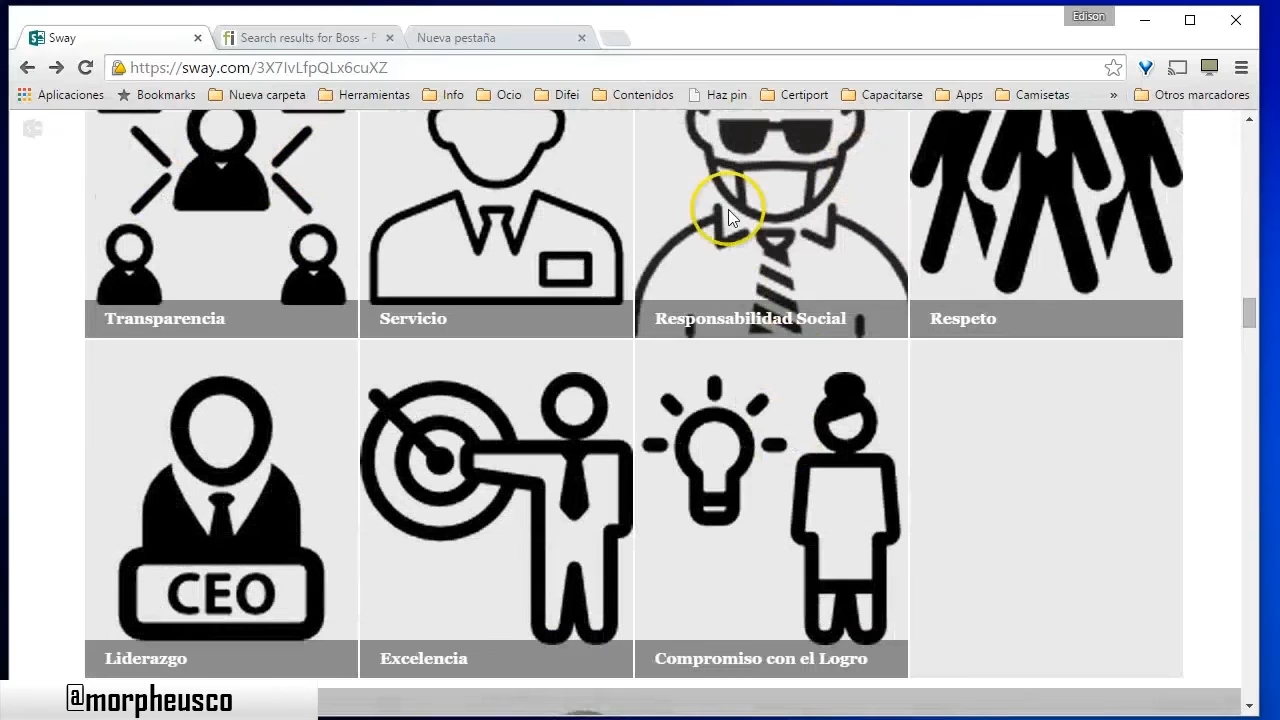 Edison
Sway
Search results for Boss - F
Nueva pestaña
https://sway.com/3X7IvLfpQLx6cuXZ
Aplicaciones
Bookmarks
Nueva carpeta
Herramientas
Info
Ocio
Difei
Contenidos
Haz pin
Certiport
Capacitarse
Apps
Camisetas
»
Otros marcadores
Transparencia
Servicio
Responsabilidad Social
Respeto
CEO
Liderazgo
Excelencia
Compromiso con el Logro
@morpheusco